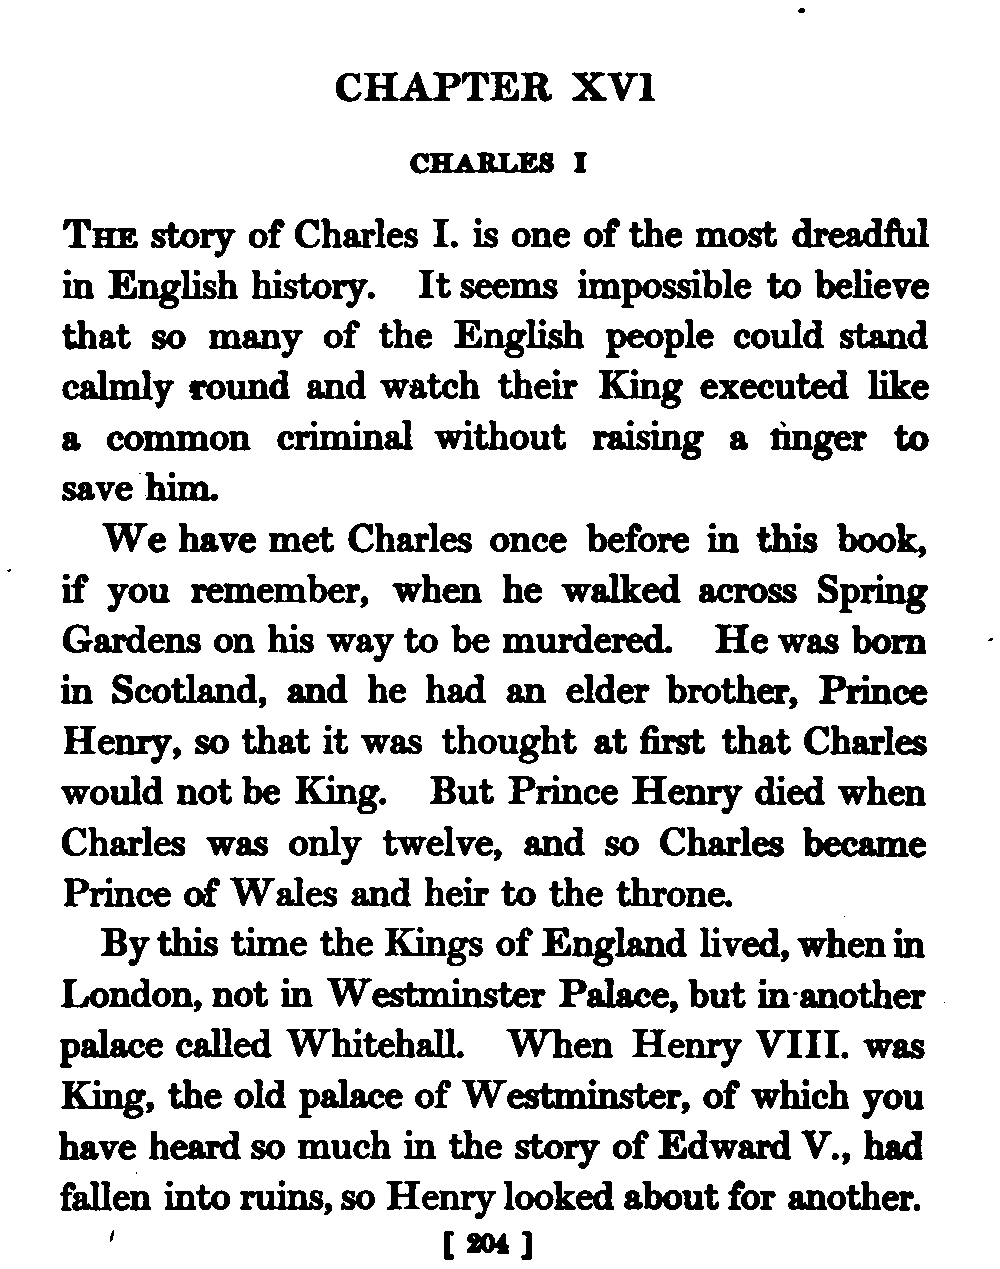 CHAPTER XVI
CHARLES I
THE story of Charles I. is one of the most dreadful
in English history. It seems impossible to believe
that so many of the English people could stand
calmly round and watch their King executed like
a common criminal without raising a finger to
save him.
We have met Charles once before in this book,
if you remember, when he walked across Spring
Gardens on his way to be murdered. He was born
in Scotland, and he had an elder brother, Prince
Henry, so that it was thought at first that Charles
would not be King. But Prince Henry died when
Charles was only twelve, and so Charles became
Prince of Wales and heir to the throne.
By this time the Kings of England lived, when in
London, not in Westminster Palace, but in another
palace called Whitehall. When Henry VIII. was
King, the old palace of Westminster, of which you
have heard so much in the story of Edward V., had
fallen into ruins, so Henry looked about for another.
[ 204 ]